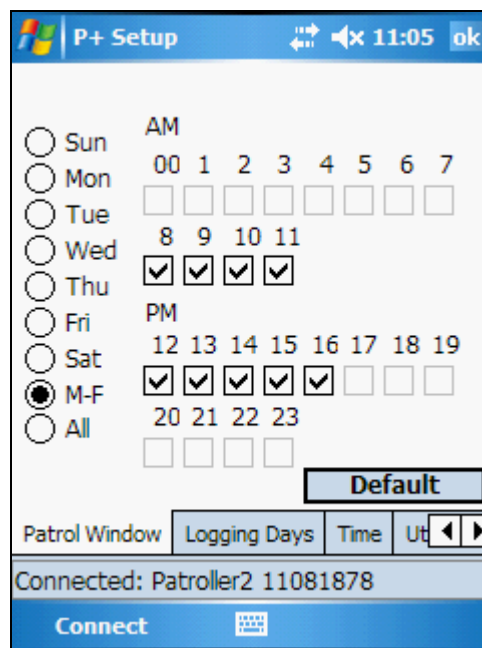 P+ Setup 11:05 ok
AM
Sun
00 1 2 3 4 5 6 7
Mon
Tue
Wed
8 9 10 11
Thu
Fri
PM
Sat
12 13 14 15 16 17 18 19
M-F
All
20 21 22 23
Default
Patrol Window Logging Days Time Ut
Connected: Patroller2 11081878
Connect